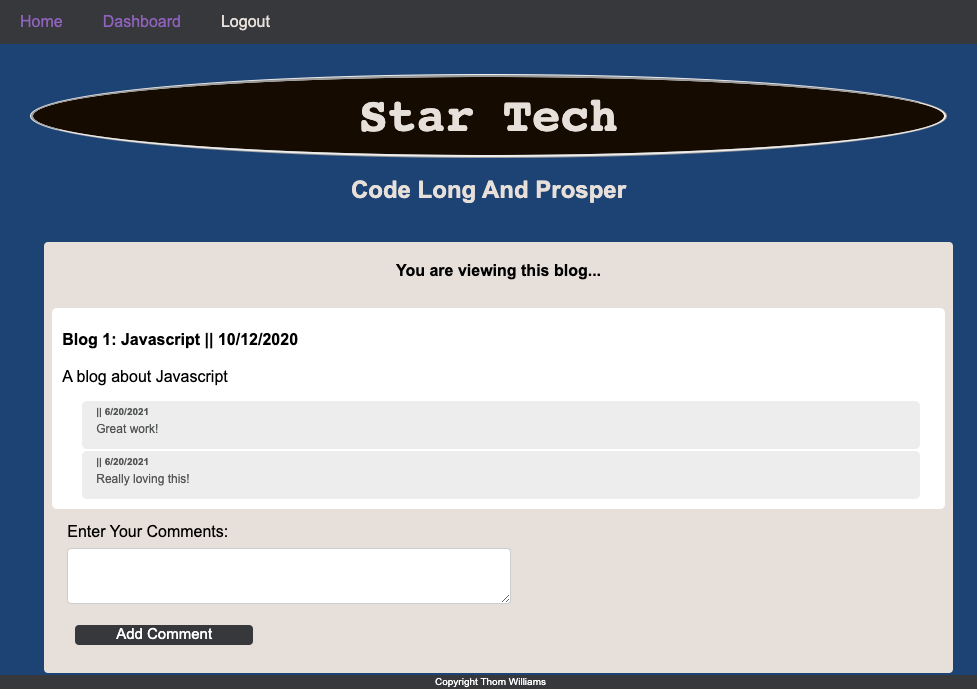 Home Dashboard Logout
Star Tech
Code Long And Prosper
You are viewing this blog...
Blog 1: Javascript || 10/12/2020
A blog about Javascript
|| 6/20/2021
Great work!
|| 6/20/2021
Really loving this!
Enter Your Comments:
Add Comment
Copyright Thom Williams